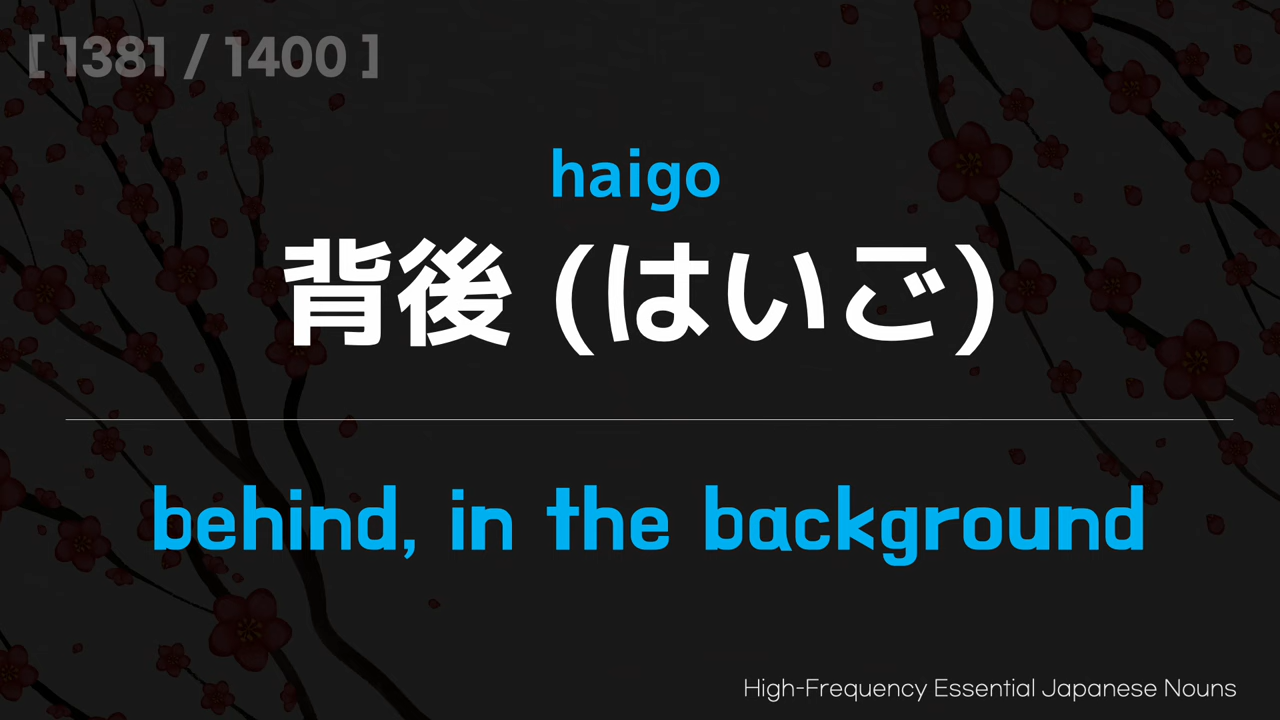 [ 1381 / 1400 ]
haigo
背後 (はいご)
behind, in the background
High-Frequency Essential Japanese Nouns